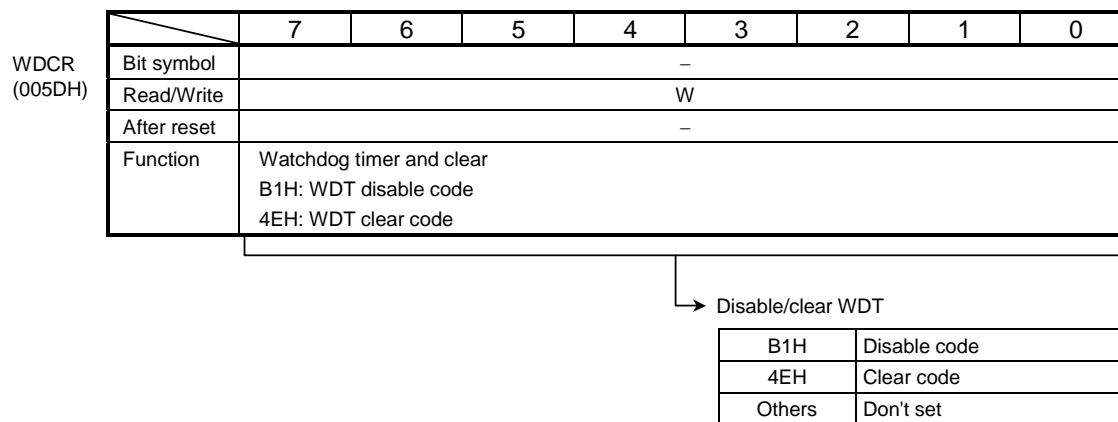 7 6 5 4 3 2 1 0
WDCR
(005DH)
Bit symbol –
Read/Write W
After reset –
Function Watchdog timer and clear
B1H: WDT disable code
4EH: WDT clear code
Disable/clear WDT
B1H Disable code
4EH Clear code
Others Don't set